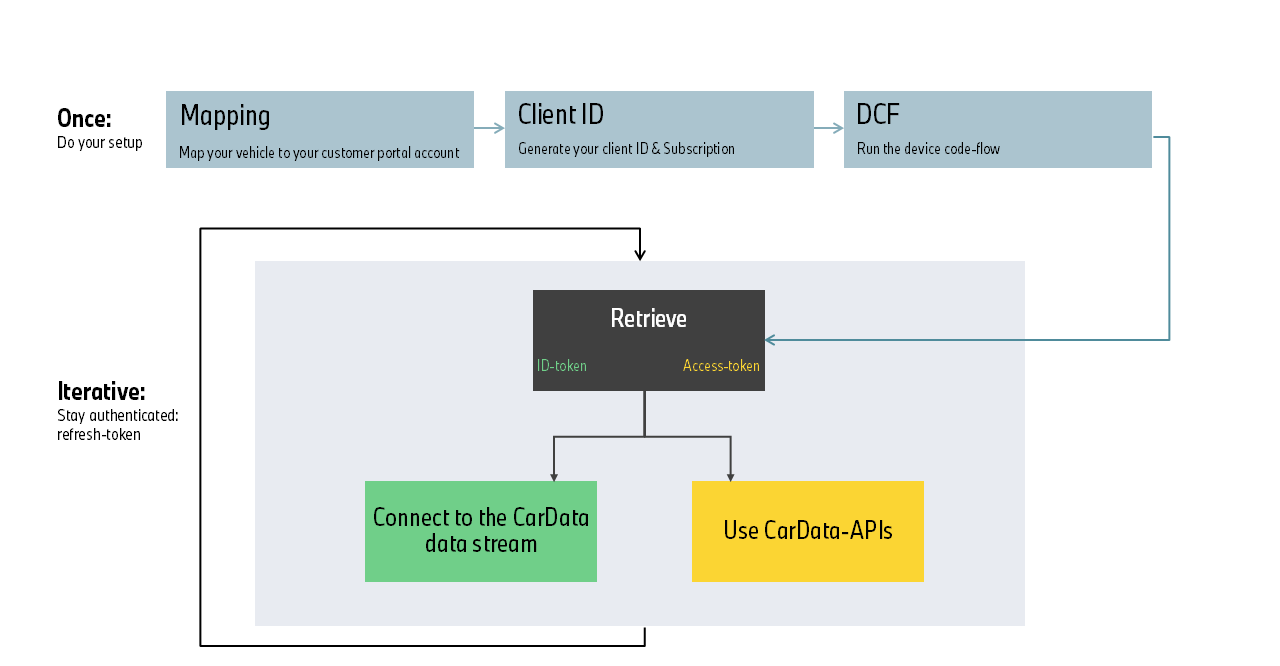 Once:
Do your setup
Mapping
Map your vehicle to your customer portal account
Client ID
Generate your client ID & Subscription
DCF
Run the device code-flow
Iterative:
Stay authenticated:
refresh-token
Retrieve
ID-token
Access-token
Connect to the CarData
data stream
Use CarData-APIs